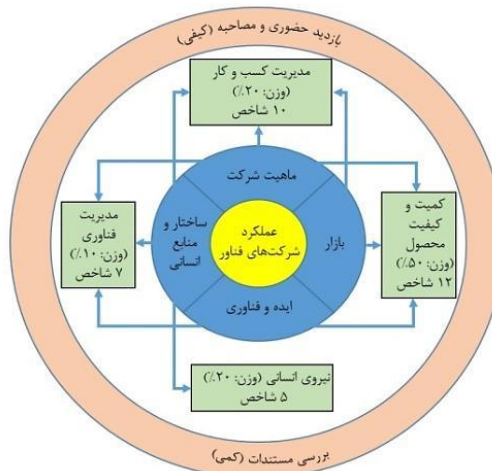 بازدید حضوری و مصاحبه (کیفی)
مدیریت کسب و کار
(وزن: ۲۰٪)
۱۰ شاخص
ماهیت شرکت
مدیریت
فناوری
(وزن: ۱۰٪)
۷ شاخص
ساختار و
منابع
انسانی
عملکرد
شرکت‌های فناور
بازار
کمیت و
کیفیت
محصول
(وزن: ۵۰٪)
۱۲ شاخص
ایده و فناوری
نیروی انسانی (وزن: ۲۰٪)
۵ شاخص
بررسی مستندات (کمی)